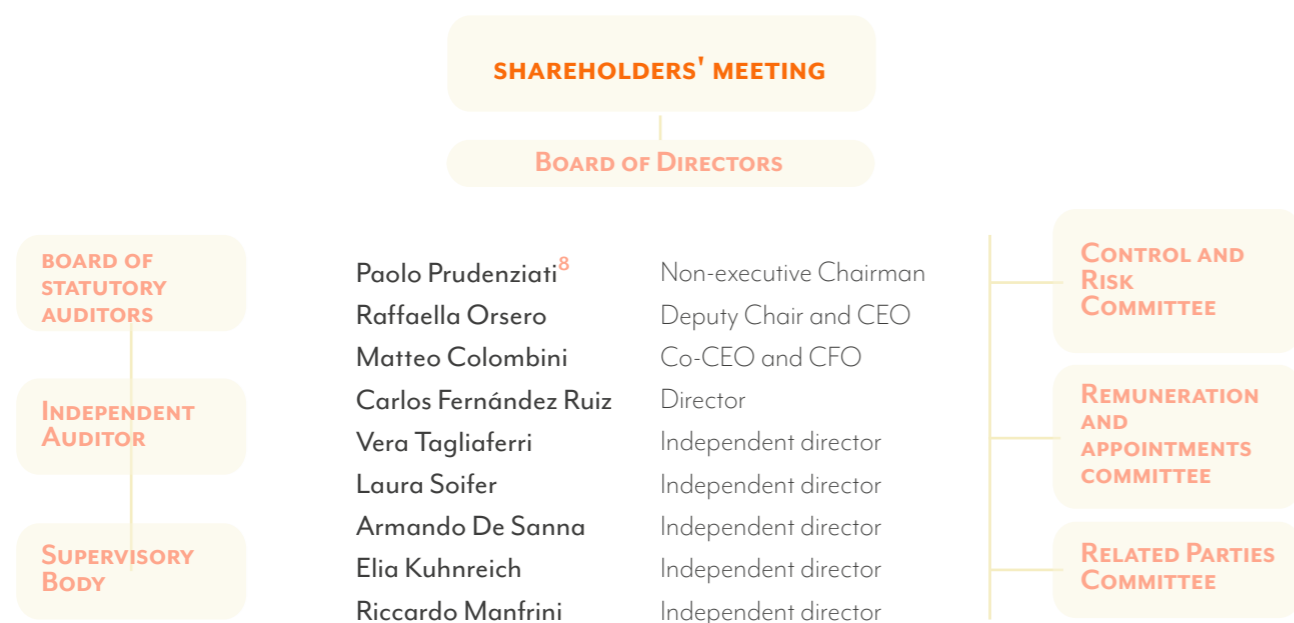 SHAREHOLDERS' MEETING
BOARD OF DIRECTORS
BOARD OF
STATUTORY
AUDITORS
INDEPENDENT
AUDITOR
SUPERVISORY
BODY
Paolo Prudenziati8 Non-executive Chairman
Raffaella Orsero Deputy Chair and CEO
Matteo Colombini Co-CEO and CFO
Carlos Fernández Ruiz Director
Vera Tagliaferri Independent director
Laura Soifer Independent director
Armando De Sanna Independent director
Elia Kuhnreich Independent director
Riccardo Manfrini Independent director
CONTROL AND
RISK
COMMITTEE
REMUNERATION
AND
APPOINTMENTS
COMMITTEE
RELATED PARTIES
COMMITTEE